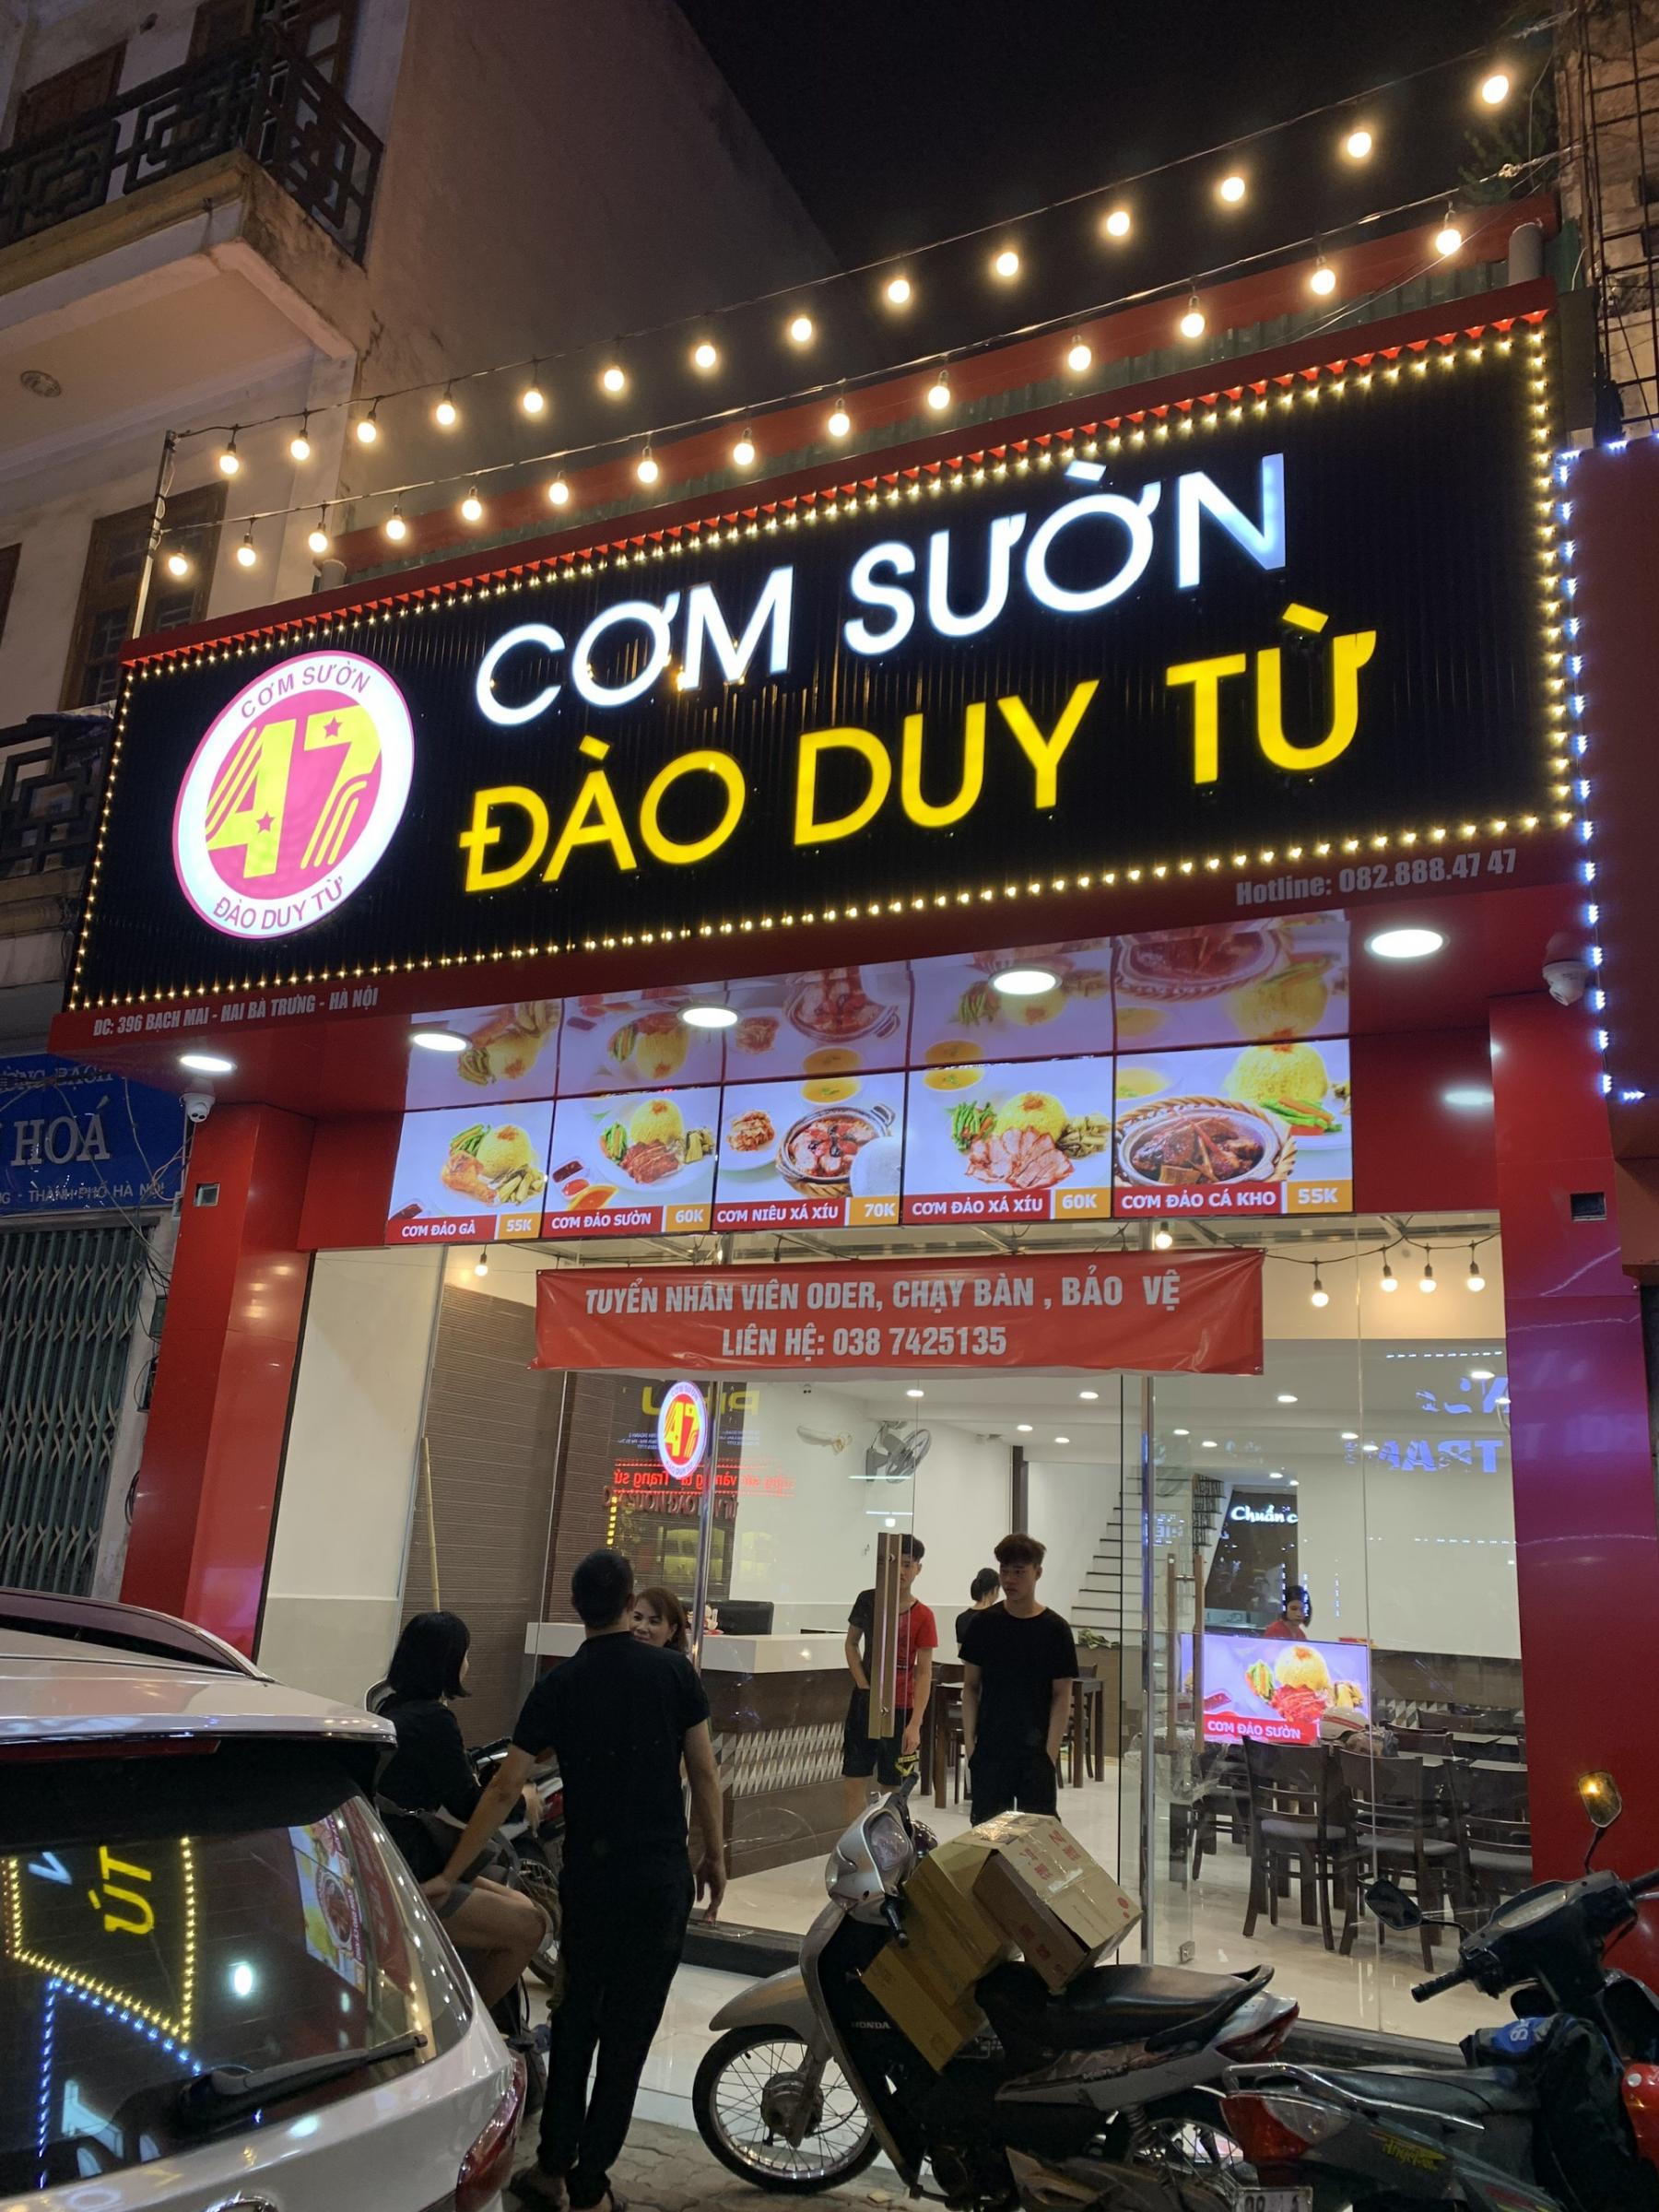 CƠM SƯỜN
ĐÀO DUY TỪ
CƠM SƯỜN
47
ĐÀO DUY TỪ
Hotline: 082.888.47 47
ĐC: 396 BẠCH MAI - HAI BÀ TRƯNG - HÀ NỘI
HOÁ
THÀNH PHỐ HÀ NỘI
CƠM ĐẢO GÀ 55K
CƠM ĐẢO SƯỜN 60K
CƠM NIÊU XÁ XÍU 70K
CƠM ĐẢO XÁ XÍU 60K
CƠM ĐẢO CÁ KHO 55K
TUYỂN NHÂN VIÊN ODER, CHẠY BÀN , BẢO VỆ
LIÊN HỆ: 038 7425135
47
Chuẩn c
CƠM ĐẢO SƯỜN
HONDA